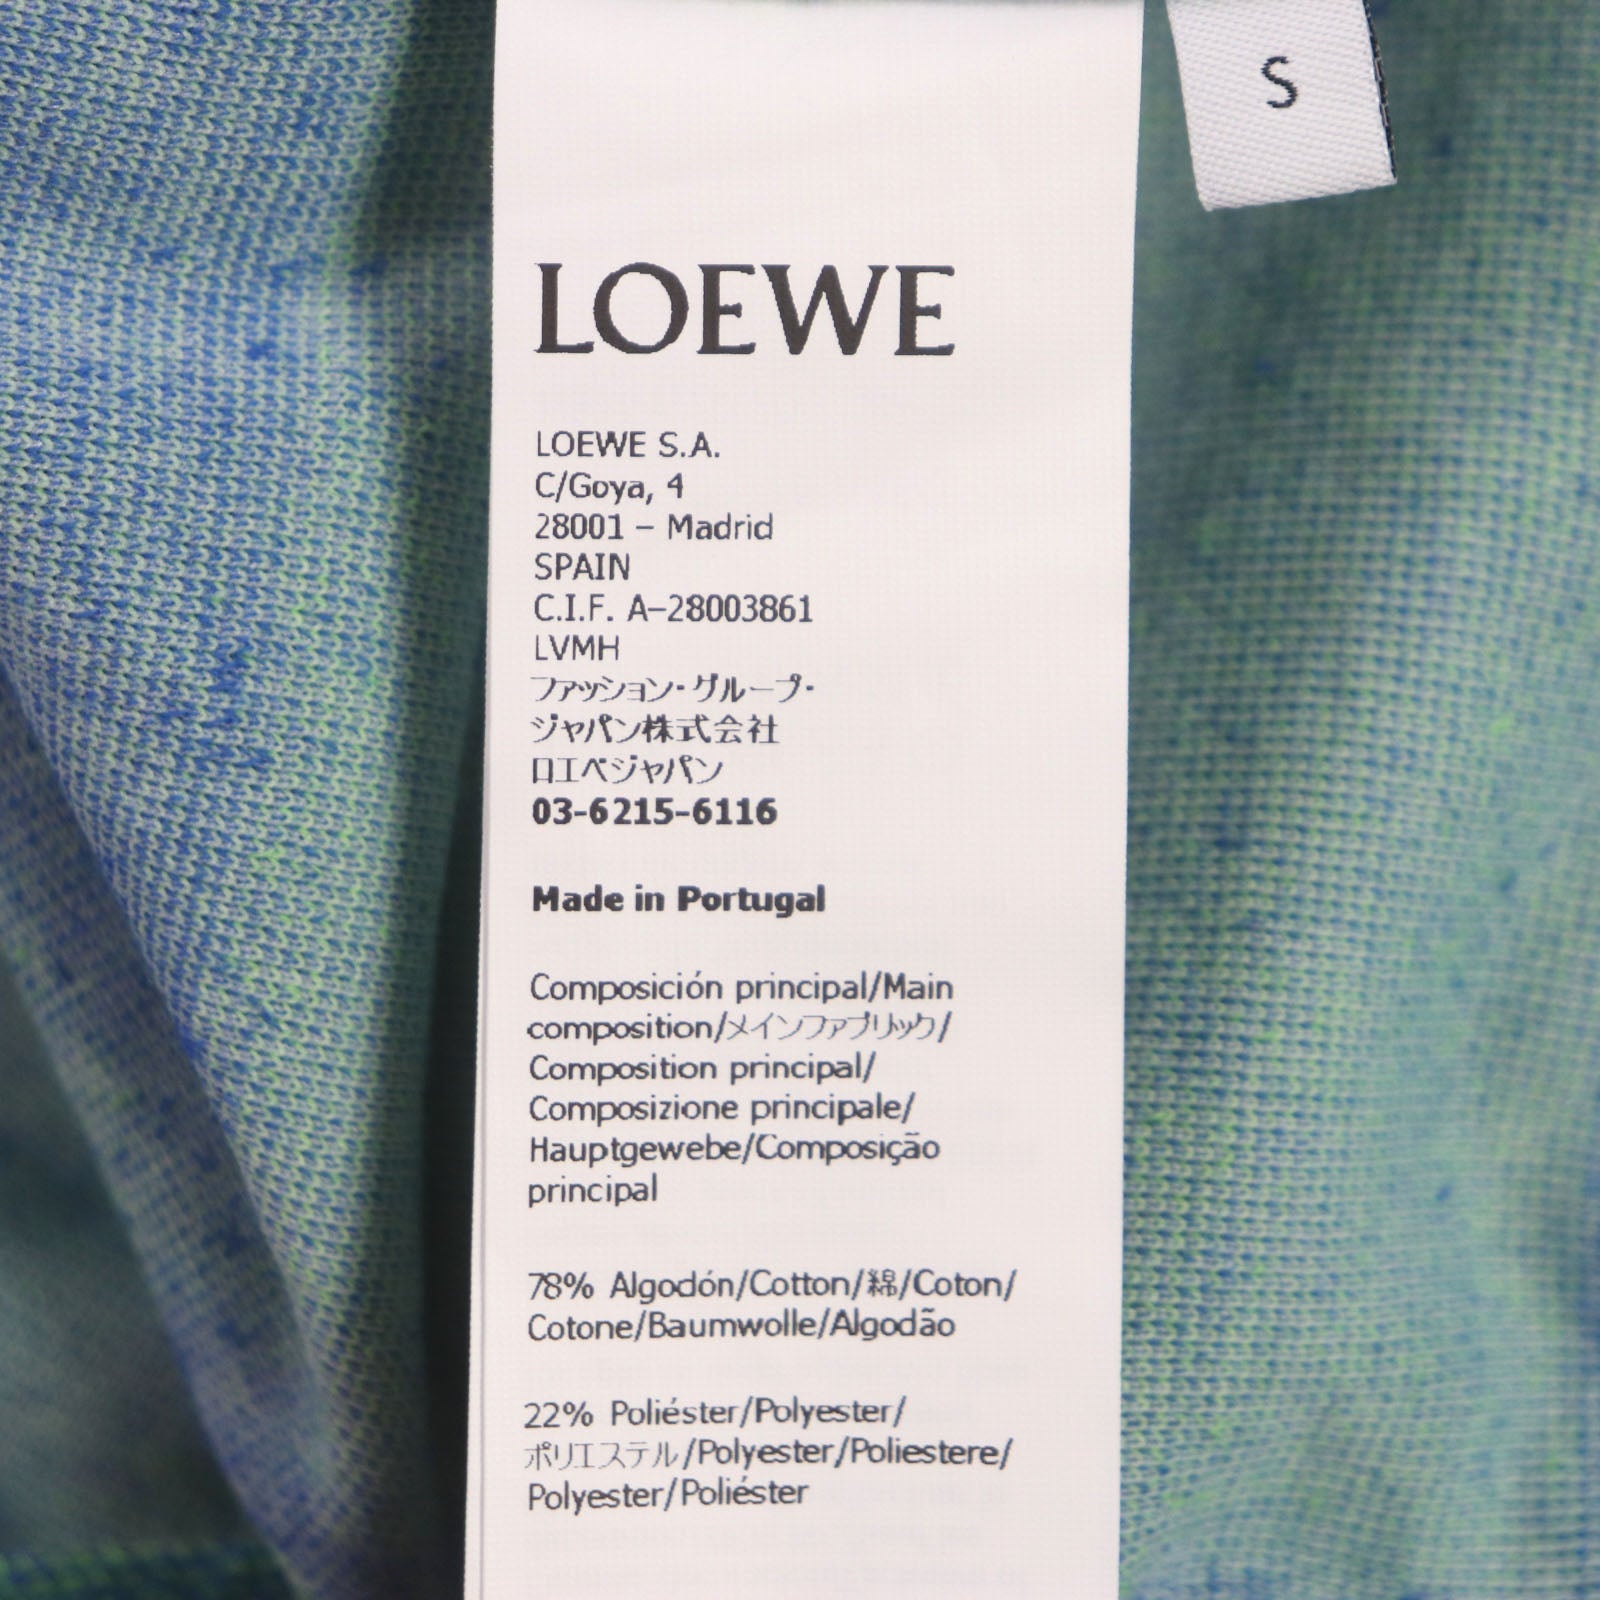 S
LOEWE
LOEWE S.A.
C/Goya, 4
28001 – Madrid
SPAIN
C.I.F. A–28003861
LVMH
ファッション・グループ・
ジャパン株式会社
ロエベジャパン
03-6215-6116
Made in Portugal
Composición principal/Main
composition/メインファブリック/
Composition principal/
Composizione principale/
Hauptgewebe/Composição
principal
78% Algodón/Cotton/綿/Coton/
Cotone/Baumwolle/Algodão
22% Poliéster/Polyester/
ポリエステル/Polyester/Poliestere/
Polyester/Poliéster